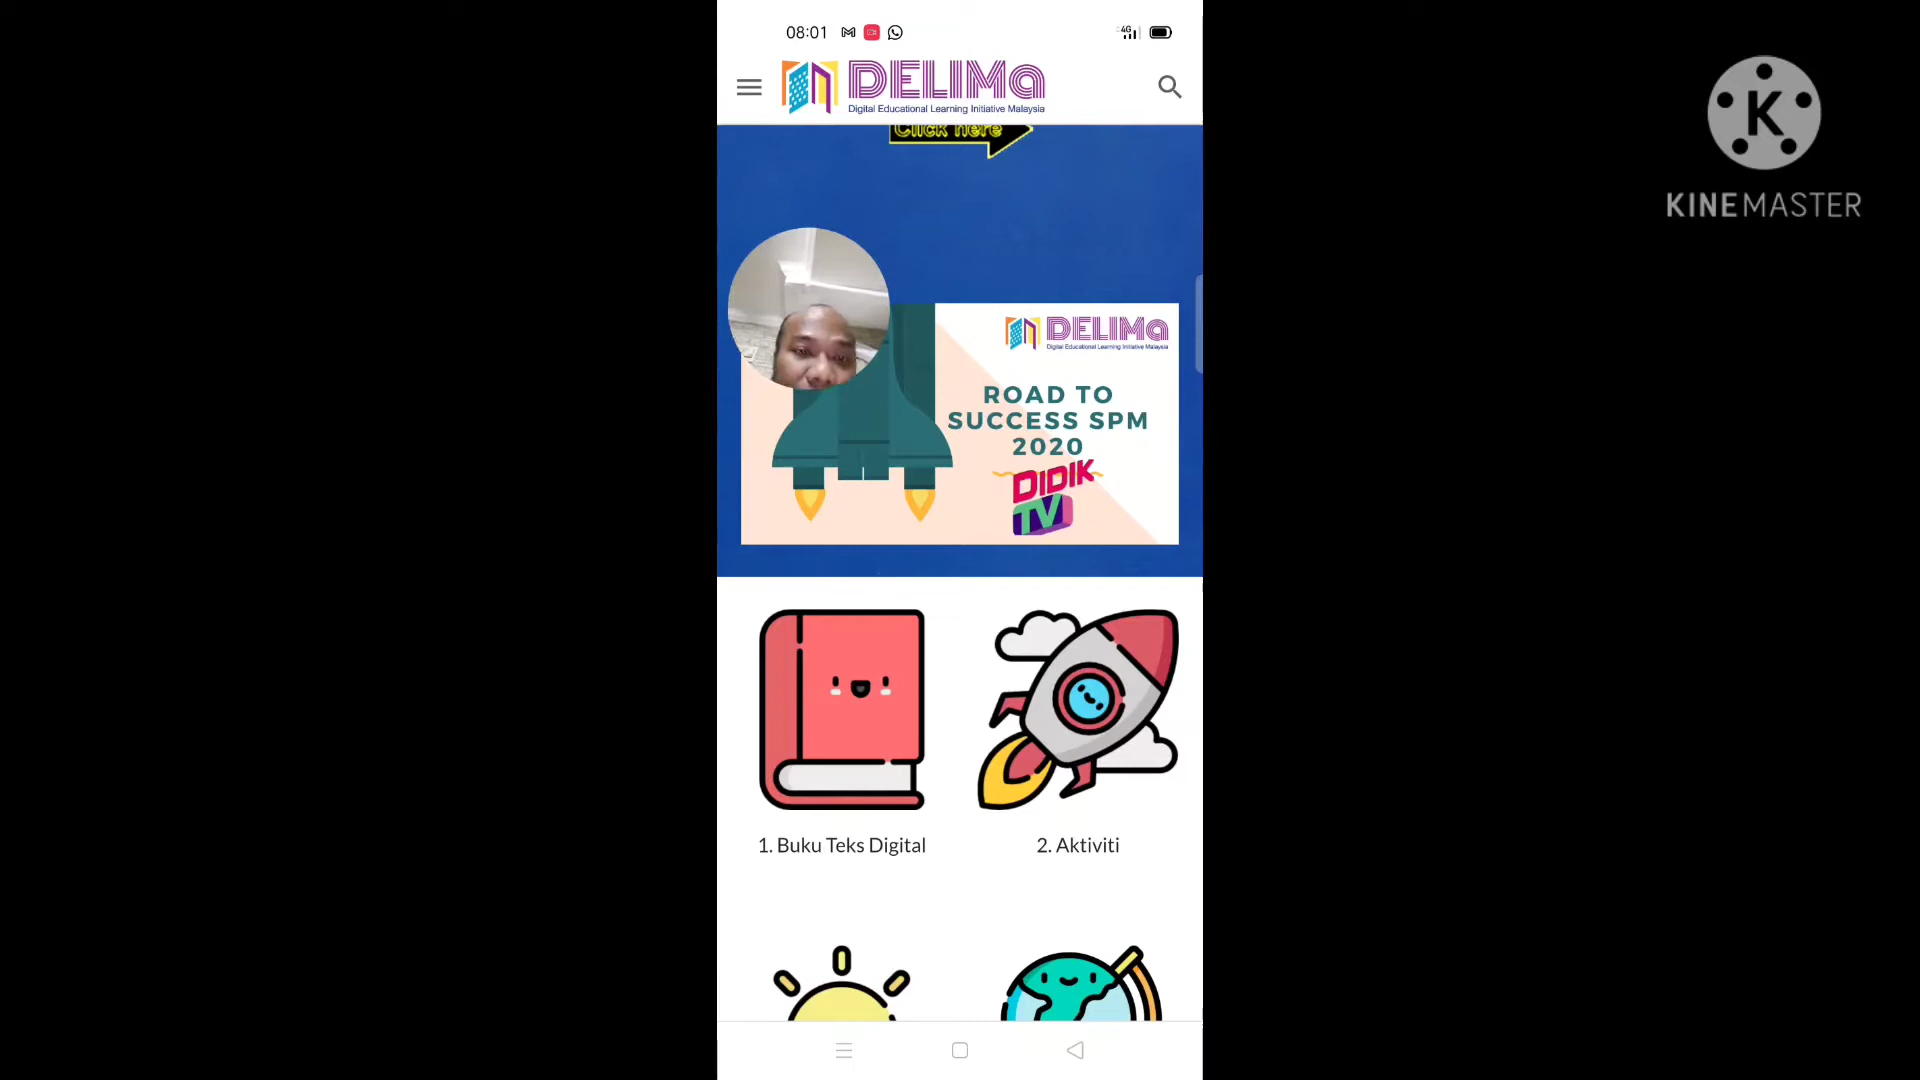 08:01
4G
DELIMa
Digital Educational Learning Initiative Malaysia
Click here
DELIMa
Digital Educational Learning Initiative Malaysia
ROAD TO
SUCCESS SPM
2020
DIDIK
TV
1. Buku Teks Digital
2. Aktiviti
K
KINEMASTER